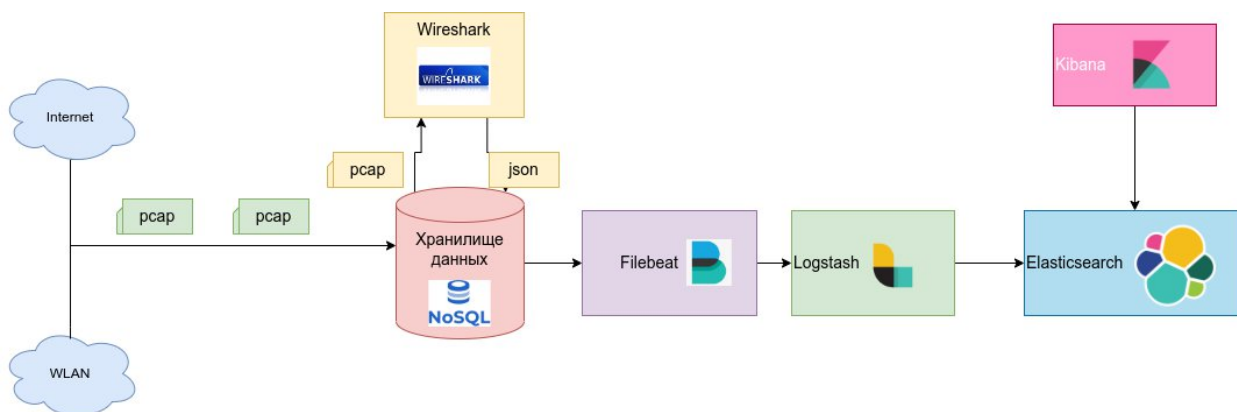 Wireshark
WIRESHARK
Kibana
Internet
pcap
json
pcap
pcap
Хранилище
данных
NoSQL
Filebeat
Logstash
Elasticsearch
WLAN